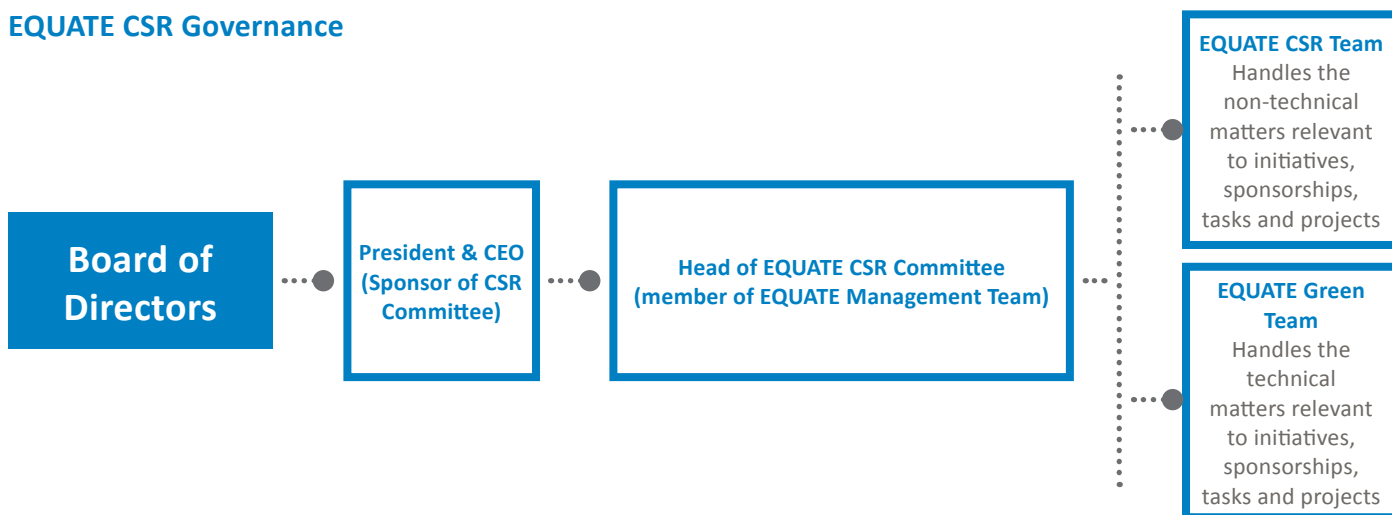 EQUATE CSR Governance
Board of
Directors
President & CEO
(Sponsor of CSR
Committee)
Head of EQUATE CSR Committee
(member of EQUATE Management Team)
EQUATE CSR Team
Handles the
non-technical
matters relevant
to initiatives,
sponsorships,
tasks and projects
EQUATE Green
Team
Handles the
technical
matters relevant
to initiatives,
sponsorships,
tasks and projects